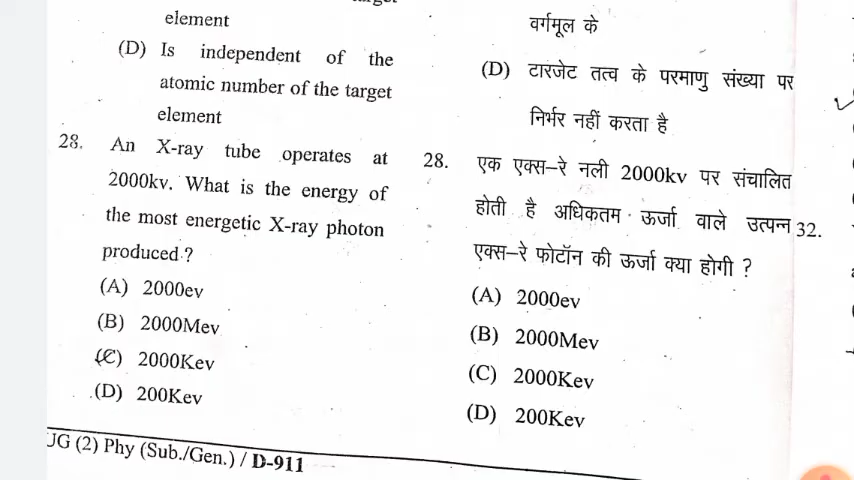 element
(D) Is independent of the
atomic number of the target
element
28. An X-ray tube operates at
2000kv. What is the energy of
the most energetic X-ray photon
produced ?
(A) 2000ev
(B) 2000Mev
(C) 2000Kev
(D) 200Kev
UG (2) Phy (Sub./Gen.) / D-911
वर्गमूल के
(D) टारजेट तत्व के परमाणु संख्या पर
निर्भर नहीं करता है
28. एक एक्स–रे नली 2000kv पर संचालित
होती है अधिकतम ऊर्जा वाले उत्पन्न
एक्स–रे फोटॉन की ऊर्जा क्या होगी ?
(A) 2000ev
(B) 2000Mev
(C) 2000Kev
(D) 200Kev
32.